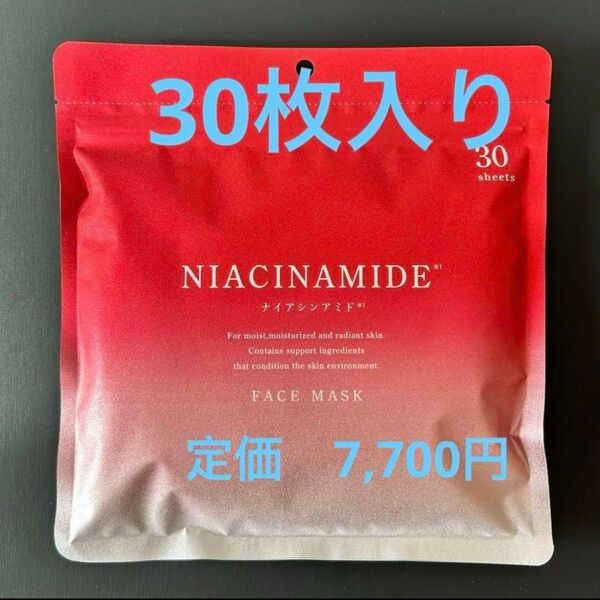 30枚入り
30
sheets
NIACINAMIDE※1
ナイアシンアミド※1
For moist,moisturized and radiant skin.
Contains support ingredients
that condition the skin environment.
FACE MASK
定価　7,700円